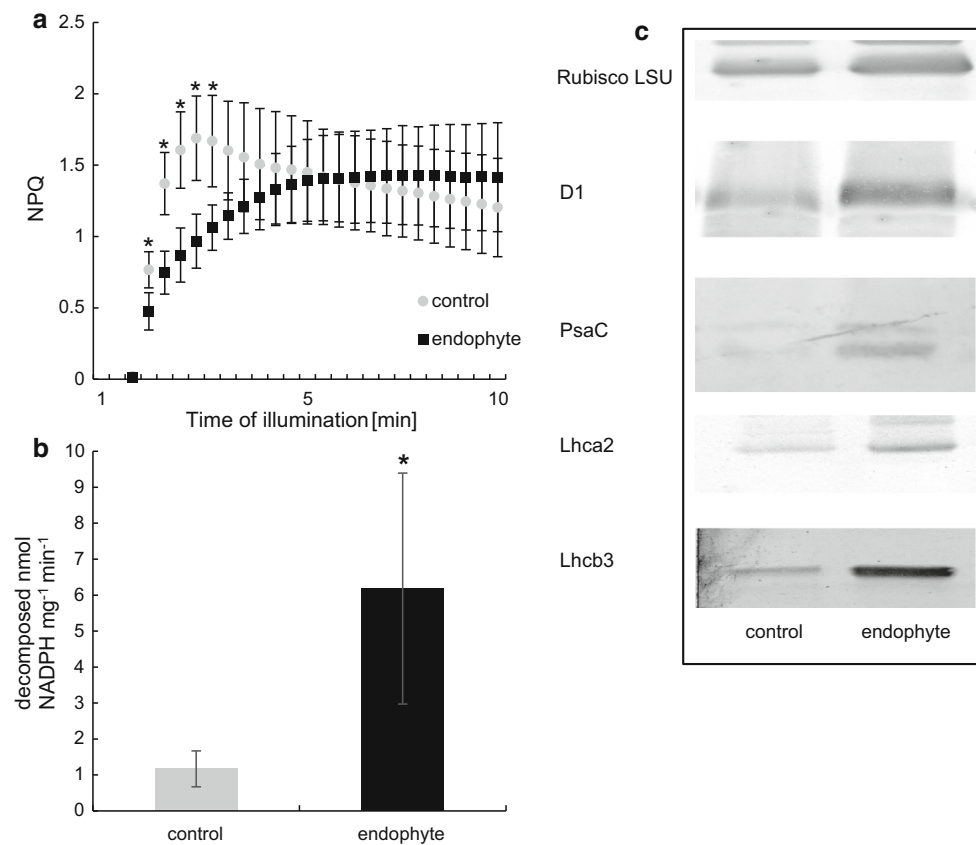 a
2.5
2
1.5
1
0.5
0
NPQ
* * * * *
control
endophyte
1 5 10
Time of illumination [min]
b
10
9
8
7
6
5
4
3
2
1
0
decomposed nmol
NADPH mg⁻¹ min⁻¹
*
control endophyte
c
Rubisco LSU
D1
PsaC
Lhca2
Lhcb3
control endophyte